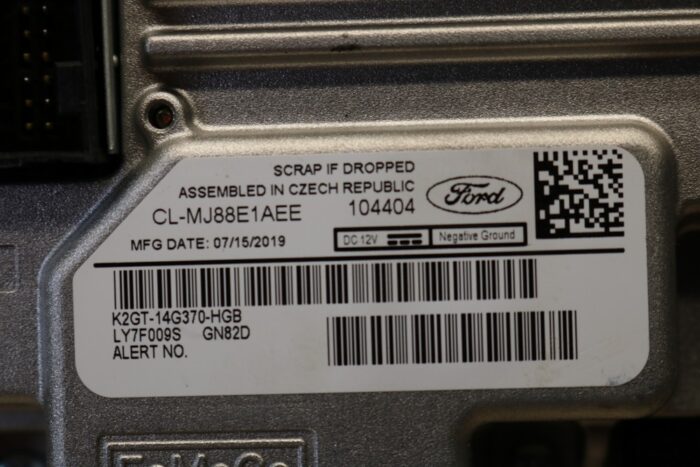 SCRAP IF DROPPED
ASSEMBLED IN CZECH REPUBLIC
CL-MJ88E1AEE 104404
Ford
MFG DATE: 07/15/2019
DC 12V Negative Ground
K2GT-14G370-HGB
LY7F009S GN82D
ALERT NO.
FoMoCo